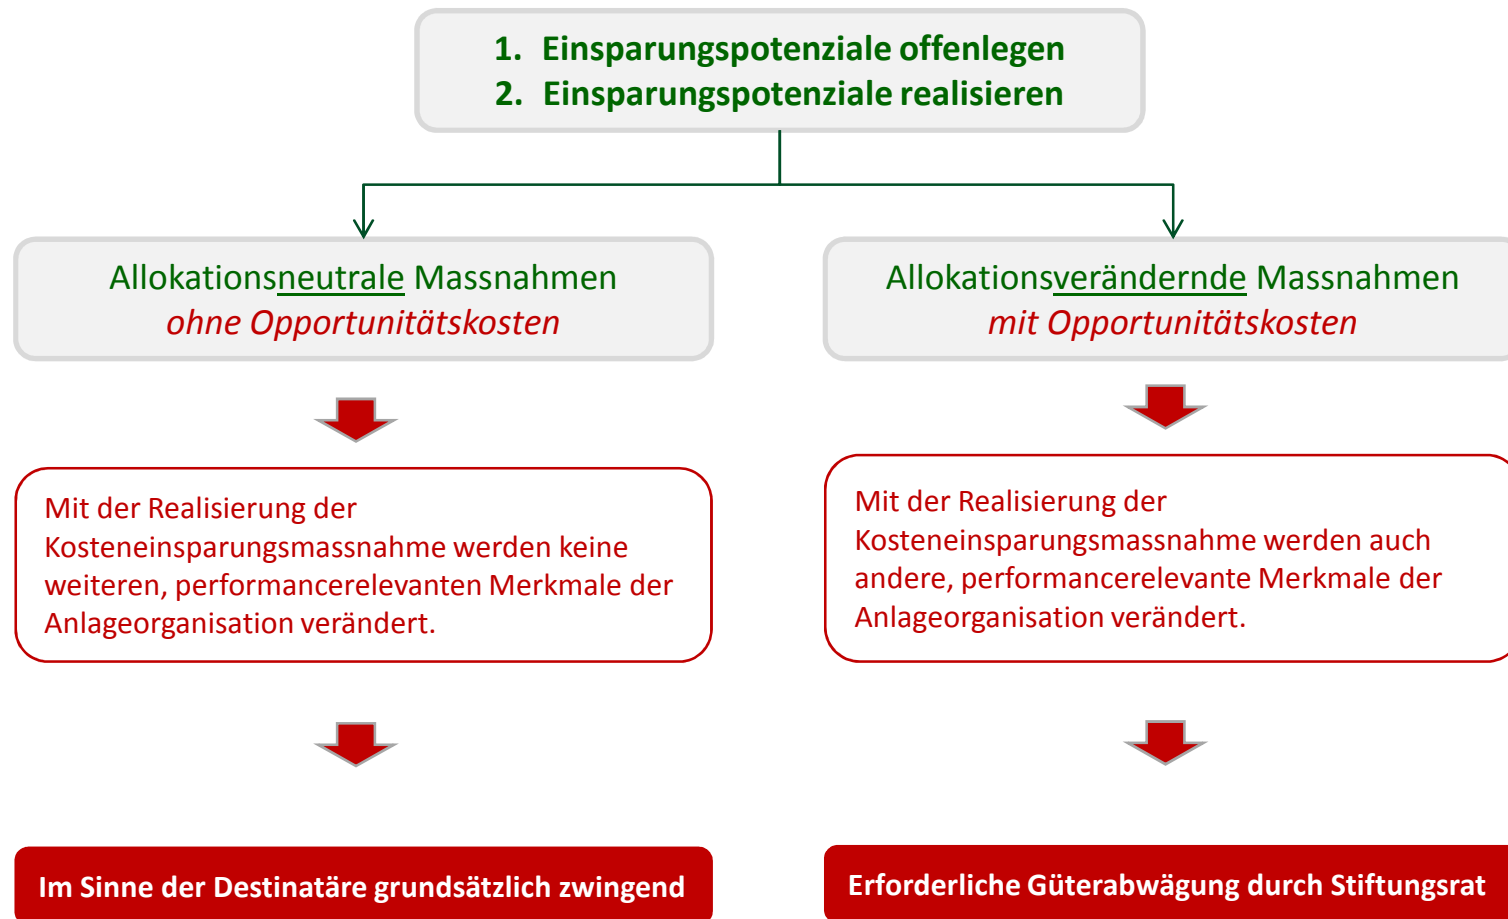 1. Einsparungspotenziale offenlegen
2. Einsparungspotenziale realisieren
Allokationsneutrale Massnahmen
ohne Opportunitätskosten
Mit der Realisierung der
Kosteneinsparungsmassnahme werden keine
weiteren, performancerelevanten Merkmale der
Anlageorganisation verändert.
Im Sinne der Destinatäre grundsätzlich zwingend
Allokationsverändernde Massnahmen
mit Opportunitätskosten
Mit der Realisierung der
Kosteneinsparungsmassnahme werden auch
andere, performancerelevante Merkmale der
Anlageorganisation verändert.
Erforderliche Güterabwägung durch Stiftungsrat